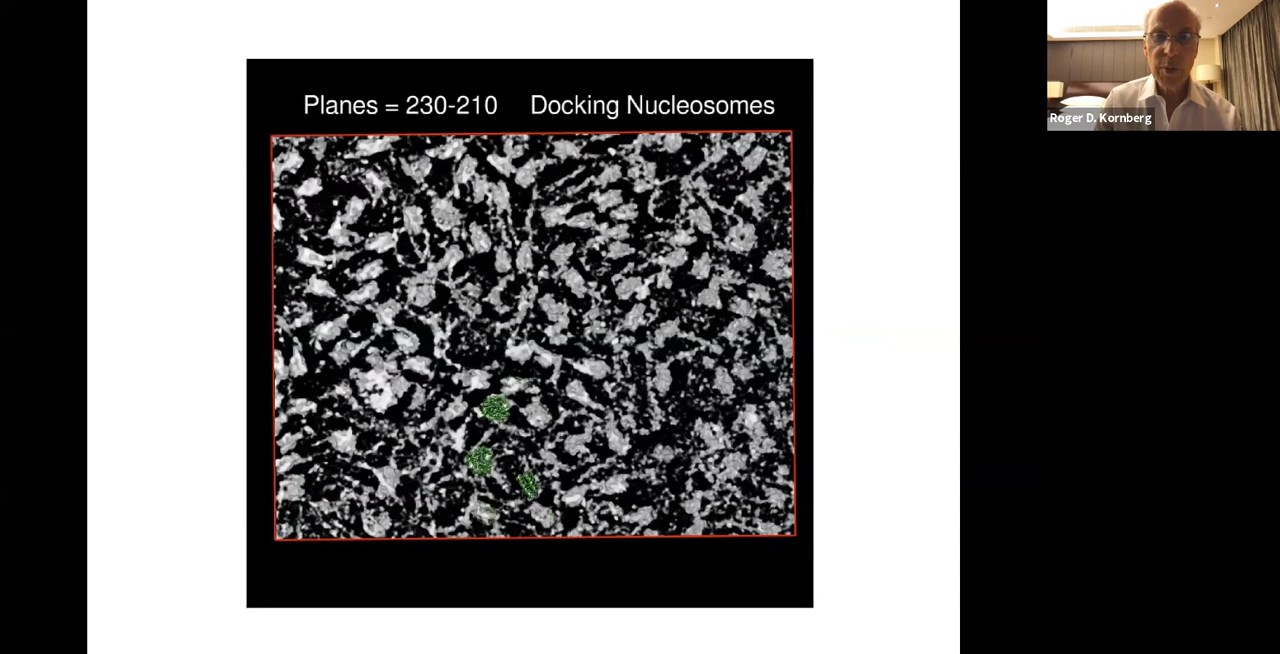 Planes = 230-210 Docking Nucleosomes
Roger D. Kornberg